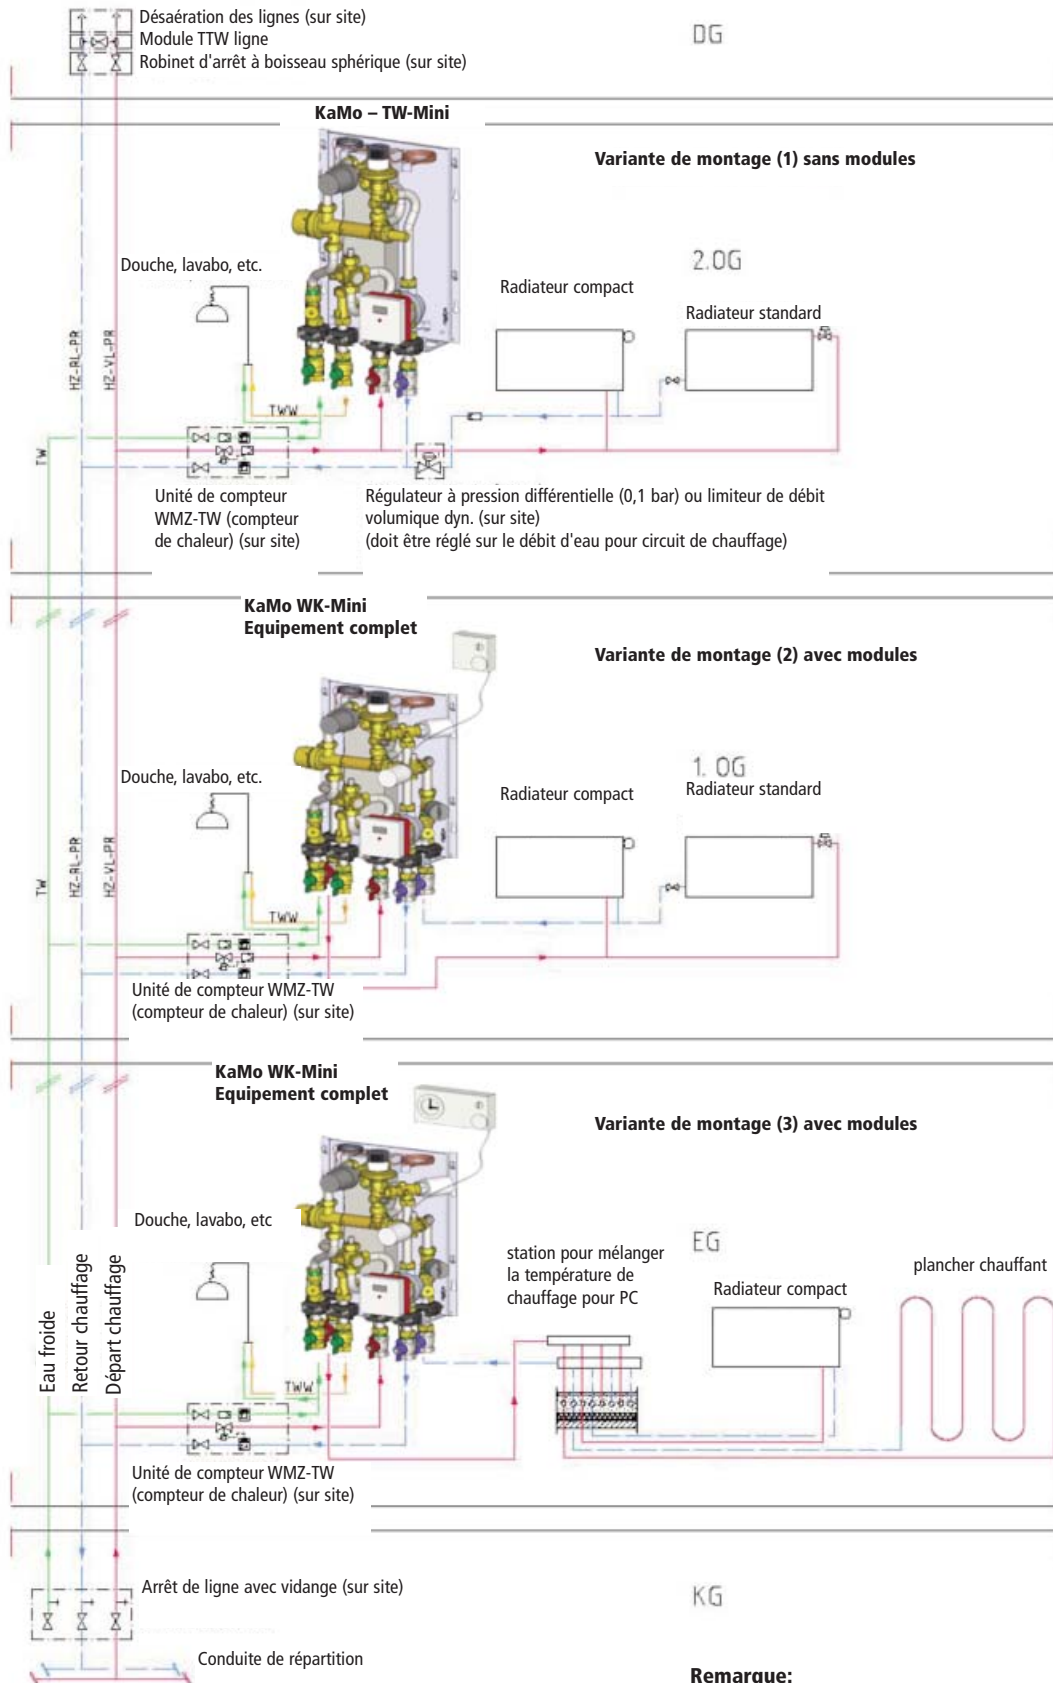 Désaération des lignes (sur site)
Module TTW ligne
Robinet d'arrêt à boisseau sphérique (sur site)
DG
KaMo – TW-Mini
Variante de montage (1) sans modules
2.OG
Douche, lavabo, etc.
Radiateur compact
Radiateur standard
HZ-RL-PR
HZ-VL-PR
TWW
TW
Unité de compteur
WMZ-TW (compteur
de chaleur) (sur site)
Régulateur à pression différentielle (0,1 bar) ou limiteur de débit
volumique dyn. (sur site)
(doit être réglé sur le débit d'eau pour circuit de chauffage)
KaMo WK-Mini
Equipement complet
Variante de montage (2) avec modules
1. OG
Douche, lavabo, etc.
Radiateur compact
Radiateur standard
TW
HZ-RL-PR
HZ-VL-PR
TWW
Unité de compteur WMZ-TW
(compteur de chaleur) (sur site)
KaMo WK-Mini
Equipement complet
Variante de montage (3) avec modules
Douche, lavabo, etc
EG
station pour mélanger
la température de
chauffage pour PC
Radiateur compact
plancher chauffant
Eau froide
Retour chauffage
Départ chauffage
TWW
Unité de compteur WMZ-TW
(compteur de chaleur) (sur site)
Arrêt de ligne avec vidange (sur site)
KG
Conduite de répartition
Remarque: